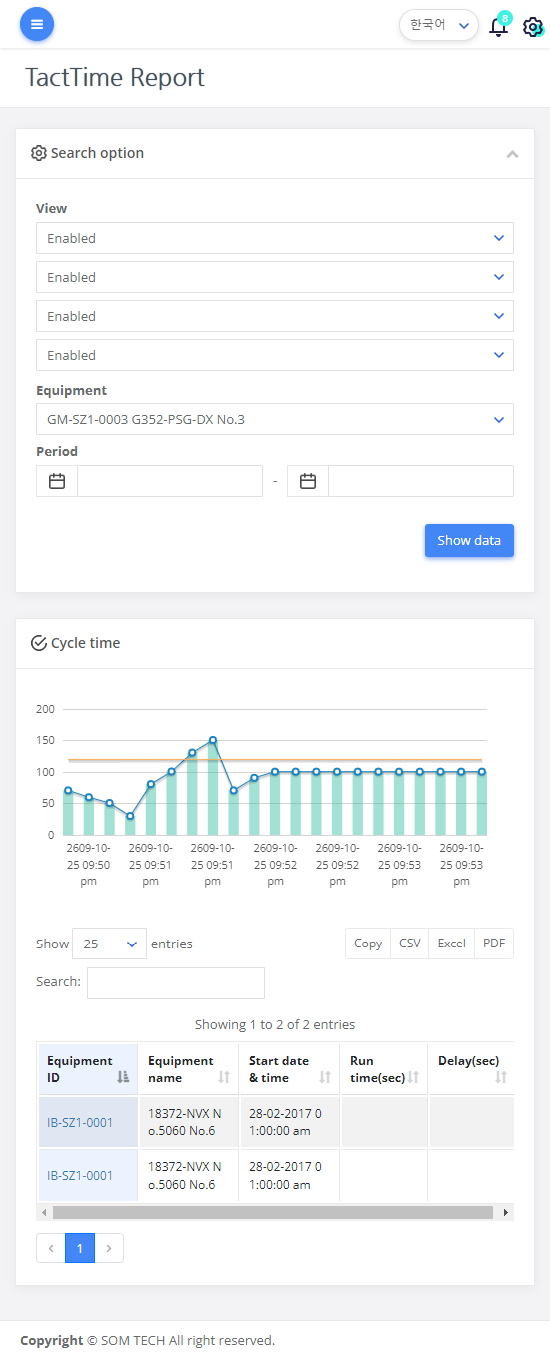 한국어
8
TactTime Report
Search option
View
Enabled
Enabled
Enabled
Enabled
Equipment
GM-SZ1-0003 G352-PSG-DX No.3
Period
-
Show data
Cycle time
200
150
100
50
0
2609-10-25 09:50 pm
2609-10-25 09:51 pm
2609-10-25 09:51 pm
2609-10-25 09:52 pm
2609-10-25 09:52 pm
2609-10-25 09:53 pm
2609-10-25 09:53 pm
Show 25 entries
Copy CSV Excel PDF
Search:
Showing 1 to 2 of 2 entries
Equipment ID
Equipment name
Start date & time
Run time(sec)
Delay(sec)
IB-SZ1-0001
18372-NVX N
o.5060 No.6
28-02-2017 0
1:00:00 am
IB-SZ1-0001
18372-NVX N
o.5060 No.6
28-02-2017 0
1:00:00 am
1
Copyright © SOM TECH All right reserved.